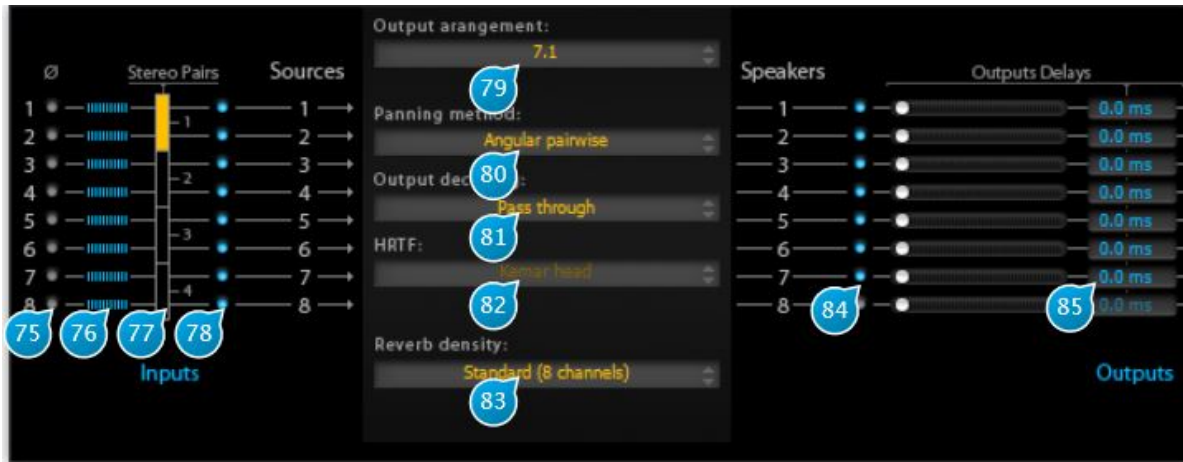 Output arangement:
7.1
79
Ø Stereo Pairs Sources
Speakers Outputs Delays
1 1 1
2 2
3 2 3
4 4
5 3 5
6 6
7 4 7
8 8
75 76 77 78
Inputs
Panning method:
Angular pairwise
80
Pass through
81
HRTF:
Kemar head
82
Reverb density:
Standard (8 channels)
83
1 0.0 ms
2 0.0 ms
3 0.0 ms
4 0.0 ms
5 0.0 ms
6 0.0 ms
7 0.0 ms
8 0.0 ms
84 85
Outputs